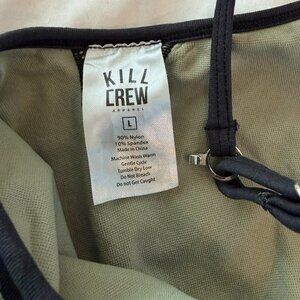 KILL
CREW
APPAREL
L
90% Nylon
10% Spandex
Made in China
Machine Wash Warm
Gentle Cycle
Tumble Dry Low
Do Not Bleach
Do not Get Caught